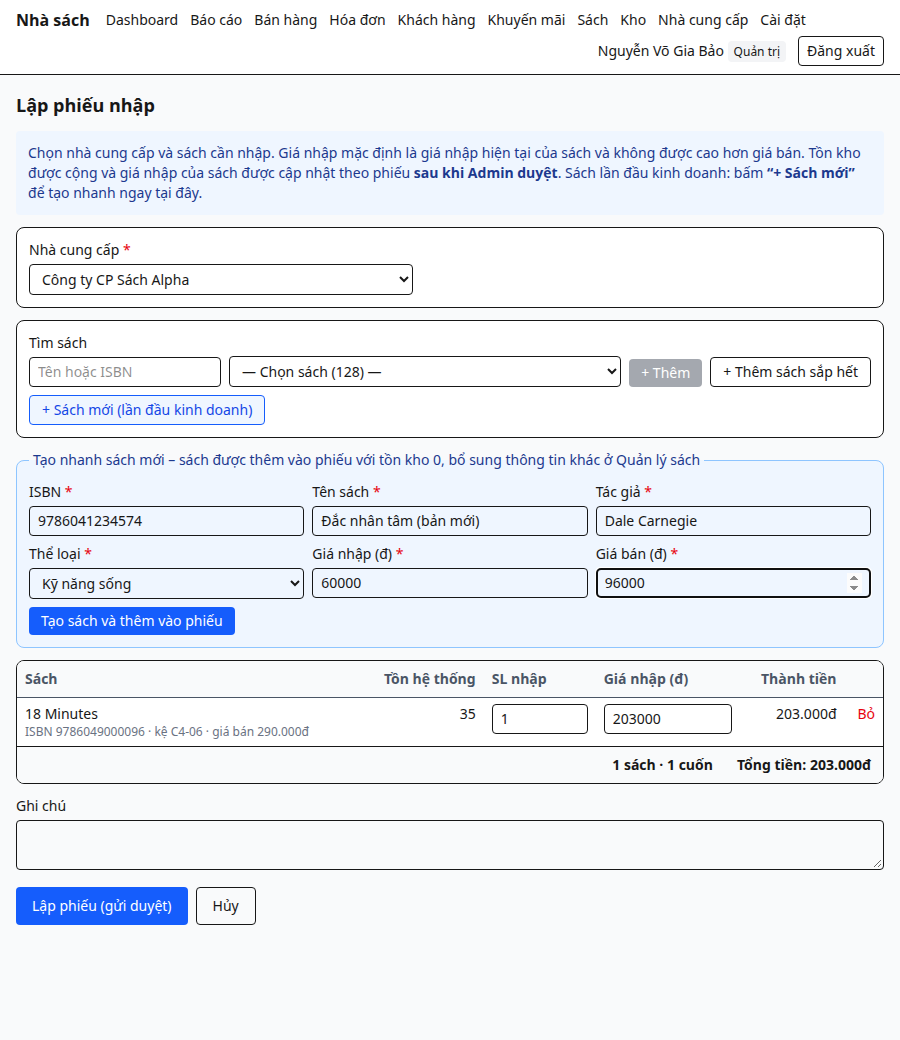 Nhà sách Dashboard Báo cáo Bán hàng Hóa đơn Khách hàng Khuyến mãi Sách Kho Nhà cung cấp Cài đặt
Nguyễn Võ Gia Bảo Quản trị Đăng xuất
Lập phiếu nhập
Chọn nhà cung cấp và sách cần nhập. Giá nhập mặc định là giá nhập hiện tại của sách và không được cao hơn giá bán. Tồn kho
được cộng và giá nhập của sách được cập nhật theo phiếu sau khi Admin duyệt. Sách lần đầu kinh doanh: bấm “+ Sách mới”
để tạo nhanh ngay tại đây.
Nhà cung cấp *
Công ty CP Sách Alpha
Tìm sách
Tên hoặc ISBN — Chọn sách (128) — + Thêm + Thêm sách sắp hết
+ Sách mới (lần đầu kinh doanh)
Tạo nhanh sách mới – sách được thêm vào phiếu với tồn kho 0, bổ sung thông tin khác ở Quản lý sách
ISBN * Tên sách * Tác giả *
9786041234574 Đắc nhân tâm (bản mới) Dale Carnegie
Thể loại * Giá nhập (đ) * Giá bán (đ) *
Kỹ năng sống 60000 96000
Tạo sách và thêm vào phiếu
Sách Tồn hệ thống SL nhập Giá nhập (đ) Thành tiền
18 Minutes 35 1 203000 203.000đ Bỏ
ISBN 9786049000096 · kệ C4-06 · giá bán 290.000đ
1 sách · 1 cuốn Tổng tiền: 203.000đ
Ghi chú
Lập phiếu (gửi duyệt) Hủy